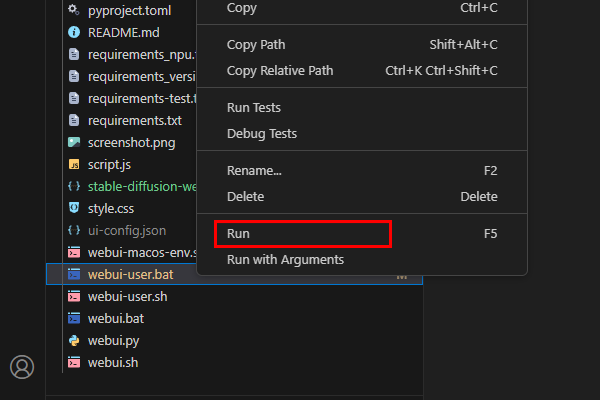 pyproject.toml
README.md
requirements_npu.
requirements_versi
requirements-test.t
requirements.txt
screenshot.png
script.js
stable-diffusion-we
style.css
ui-config.json
webui-macos-env.s
webui-user.bat
webui-user.sh
webui.bat
webui.py
webui.sh
Copy Ctrl+C
Copy Path Shift+Alt+C
Copy Relative Path Ctrl+K Ctrl+Shift+C
Run Tests
Debug Tests
Rename... F2
Delete Delete
Run F5
Run with Arguments